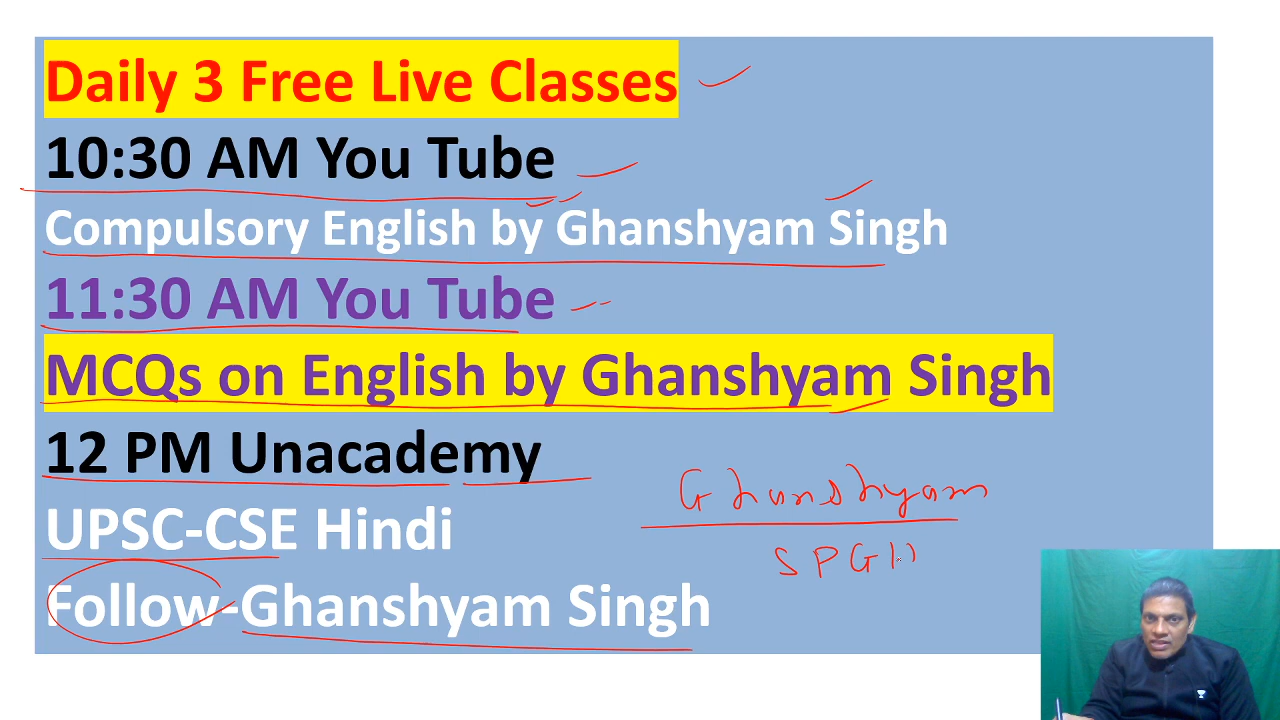 Daily 3 Free Live Classes
10:30 AM You Tube
Compulsory English by Ghanshyam Singh
11:30 AM You Tube
MCQs on English by Ghanshyam Singh
12 PM Unacademy
UPSC-CSE Hindi
Follow-Ghanshyam Singh
Ghanshyam